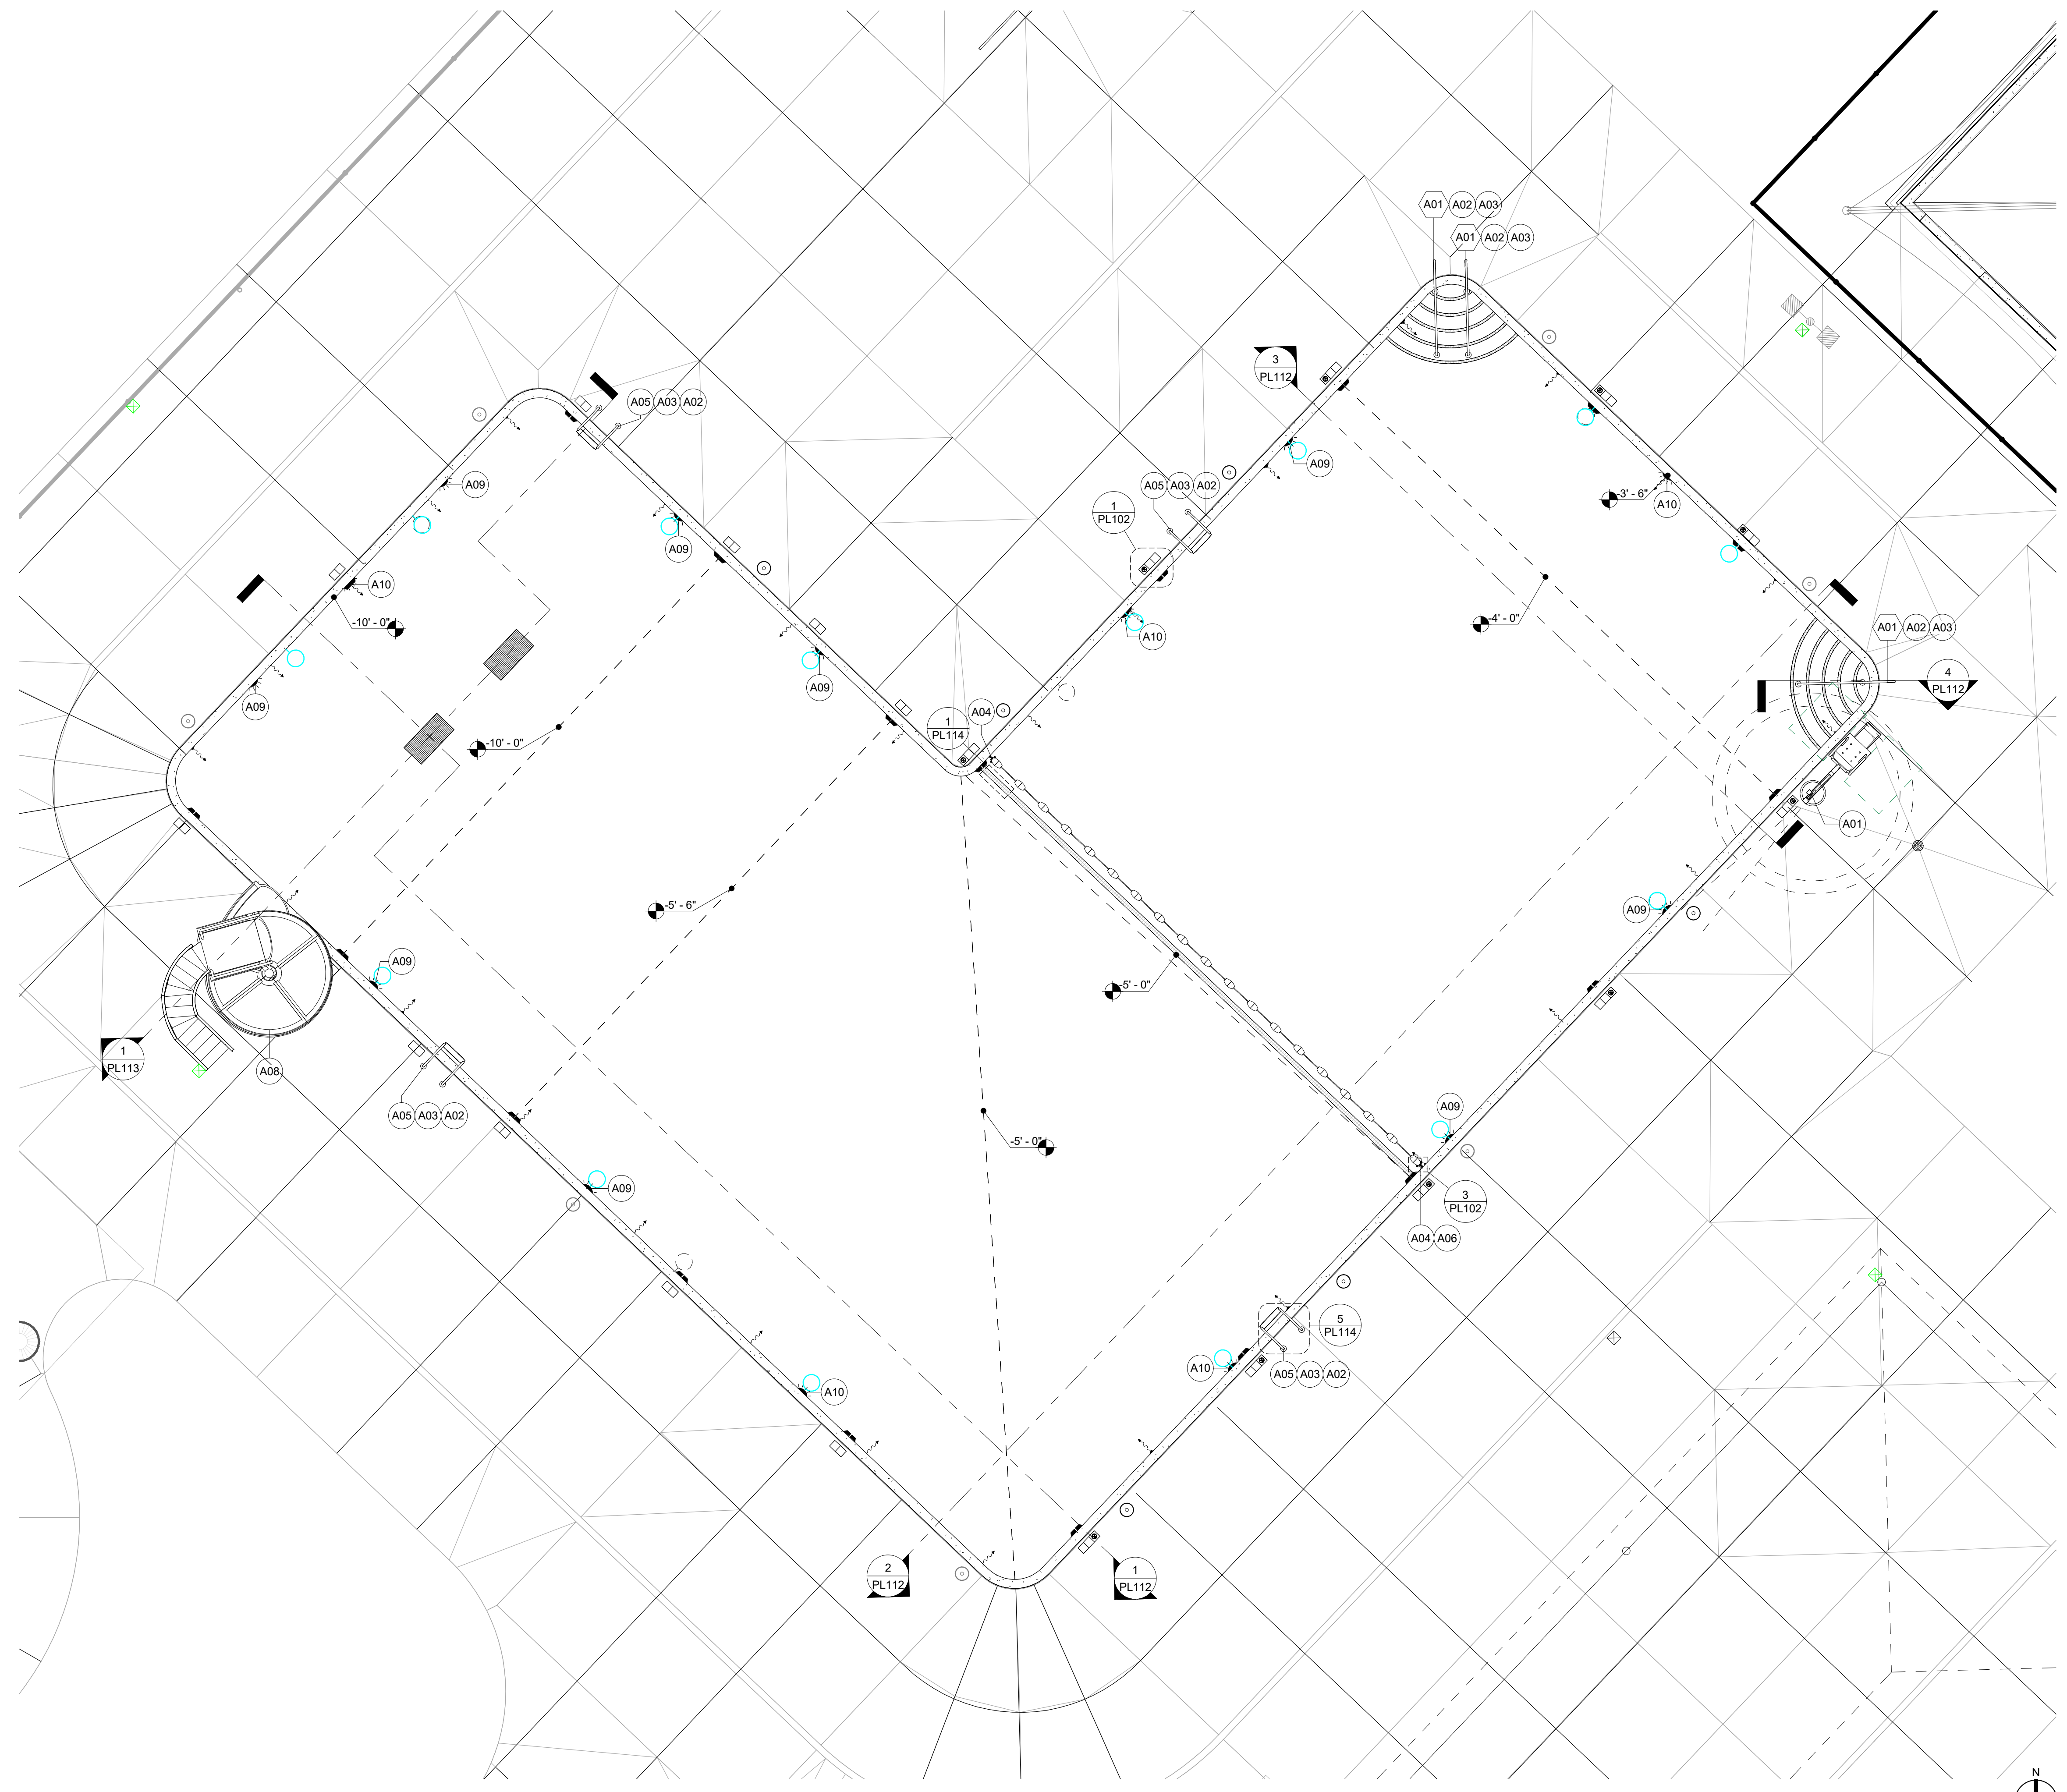 A01 A02 A03
A01 A02 A03
3
PL112
A05 A03 A02
A09
A09
A05 A03 A02
1
PL102
-3' - 6"
A10
A09
A10
-10' - 0"
-4' - 0"
A10
A01 A02 A03
4
PL112
A09
A09
A04
1
PL114
-10' - 0"
A01
-5' - 6"
A09
A09
-5' - 0"
1
PL113
A08
A05 A03 A02
A09
-5' - 0"
A09
3
PL102
A04 A06
5
PL114
A10
A05 A03 A02
A10
2
PL112
1
PL112
N